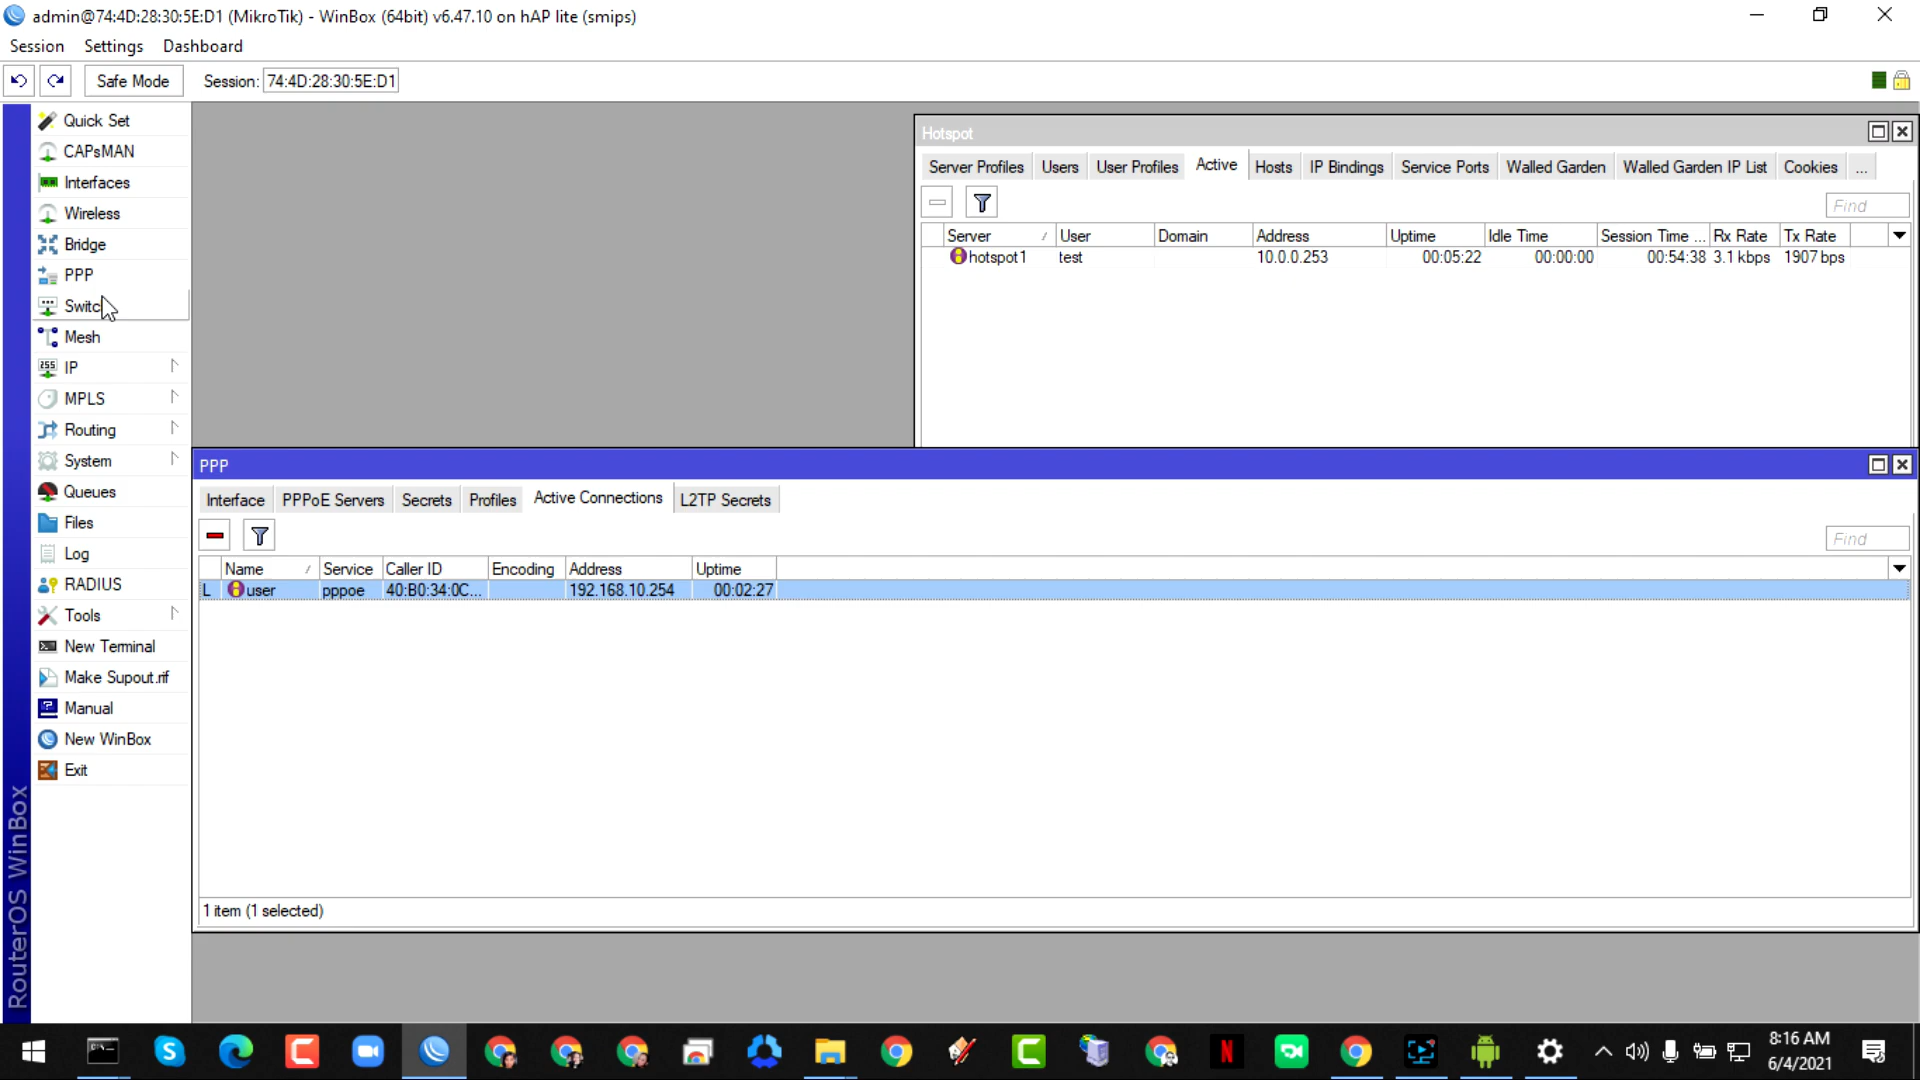 admin@74:4D:28:30:5E:D1 (MikroTik) - WinBox (64bit) v6.47.10 on hAP lite (smips)
Session Settings Dashboard
Safe Mode Session: 74:4D:28:30:5E:D1
Quick Set
CAPsMAN
Interfaces
Wireless
Bridge
PPP
Mesh
IP
MPLS
Routing
System
Queues
Files
Log
RADIUS
Tools
New Terminal
Make Supout.rif
Manual
New WinBox
Exit
RouterOS WinBox
Hotspot
Server Profiles Users User Profiles Active Hosts IP Bindings Service Ports Walled Garden Walled Garden IP List Cookies ...
Find
Server User Domain Address Uptime Idle Time Session Time ... Rx Rate Tx Rate
hotspot1 test 10.0.0.253 00:05:22 00:00:00 00:54:38 3.1 kbps 1907 bps
PPP
Interface PPPoE Servers Secrets Profiles Active Connections L2TP Secrets
Find
Name Service Caller ID Encoding Address Uptime
L user pppoe 40:B0:34:0C... 192.168.10.254 00:02:27
1 item (1 selected)
8:16 AM
6/4/2021